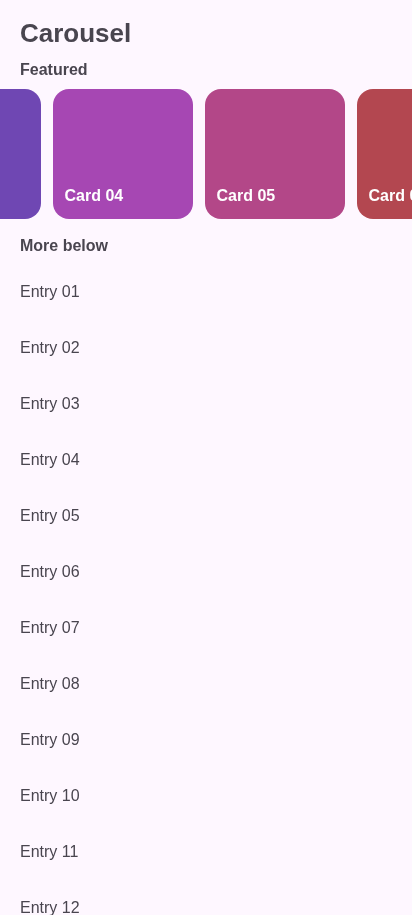 Carousel
Featured
Card 04
Card 05
Card
More below
Entry 01
Entry 02
Entry 03
Entry 04
Entry 05
Entry 06
Entry 07
Entry 08
Entry 09
Entry 10
Entry 11
Entry 12